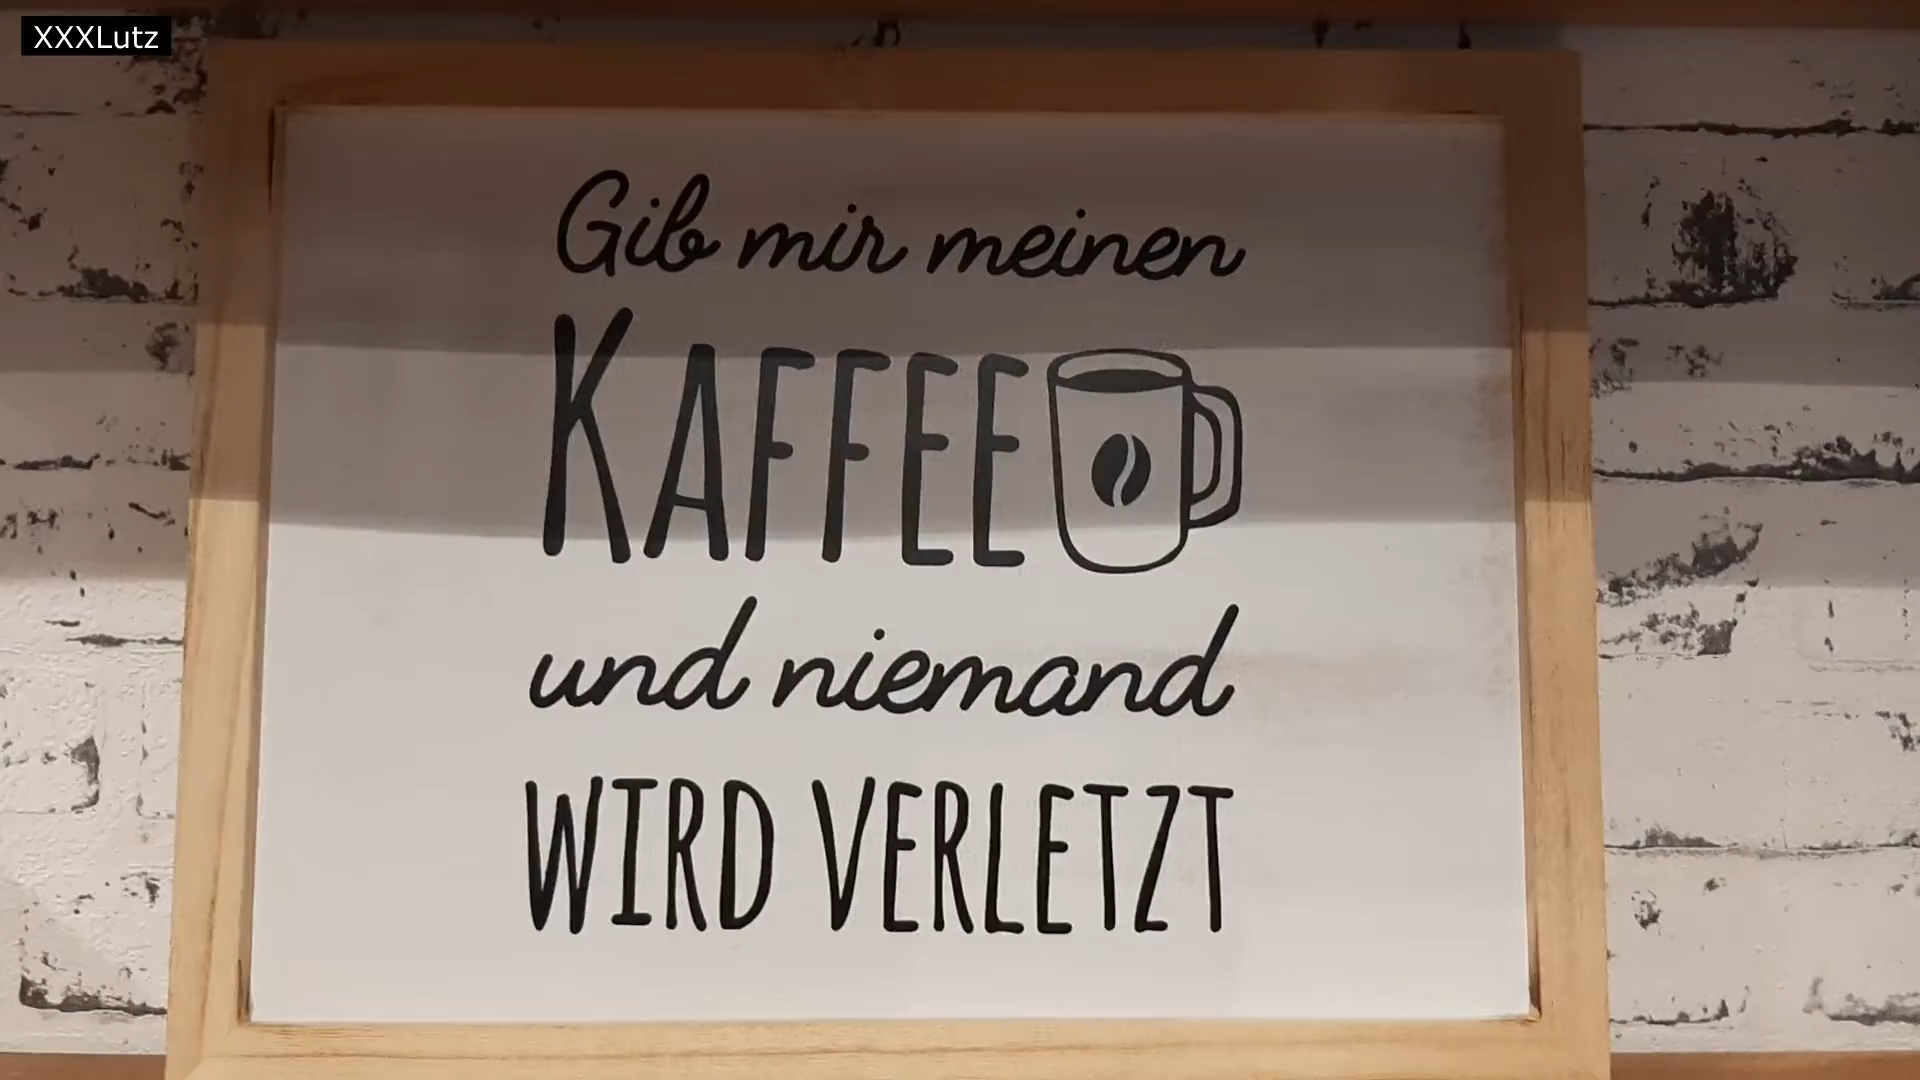 XXXLutz
Gib mir meinen
KAFFEE
und niemand
WIRD VERLETZT